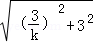 √((3/k)² + 3²)